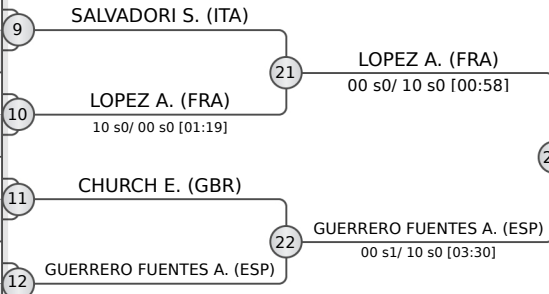 SALVADORI S. (ITA)
9
LOPEZ A. (FRA)
21
00 s0/ 10 s0 [00:58]
LOPEZ A. (FRA)
10
10 s0/ 00 s0 [01:19]
CHURCH E. (GBR)
11
GUERRERO FUENTES A. (ESP)
22
00 s1/ 10 s0 [03:30]
GUERRERO FUENTES A. (ESP)
12